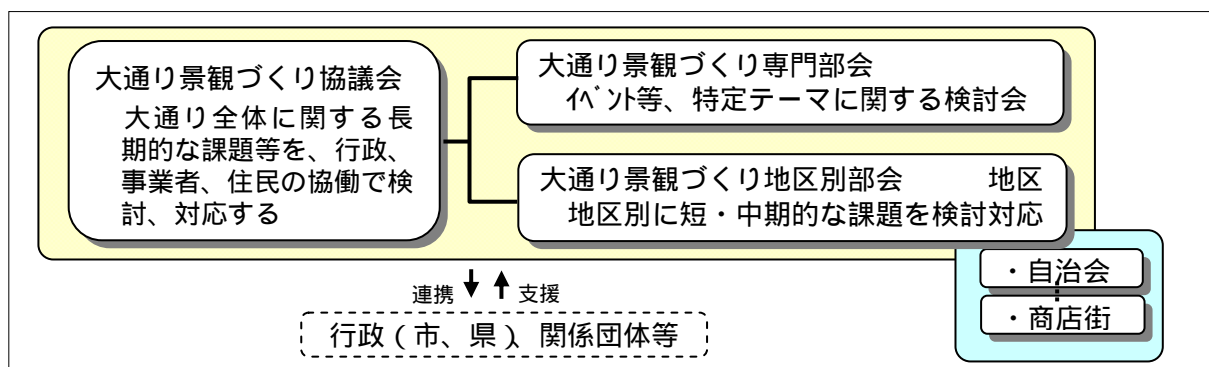 大通り景観づくり協議会
大通り全体に関する長
期的な課題等を、行政、
事業者、住民の協働で検
討、対応する
大通り景観づくり専門部会
ｲﾍﾞﾝﾄ等、特定テーマに関する検討会
大通り景観づくり地区別部会　　地区
地区別に短・中期的な課題を検討対応
・自治会
・商店街
連携 支援
行政（市、県）、関係団体等